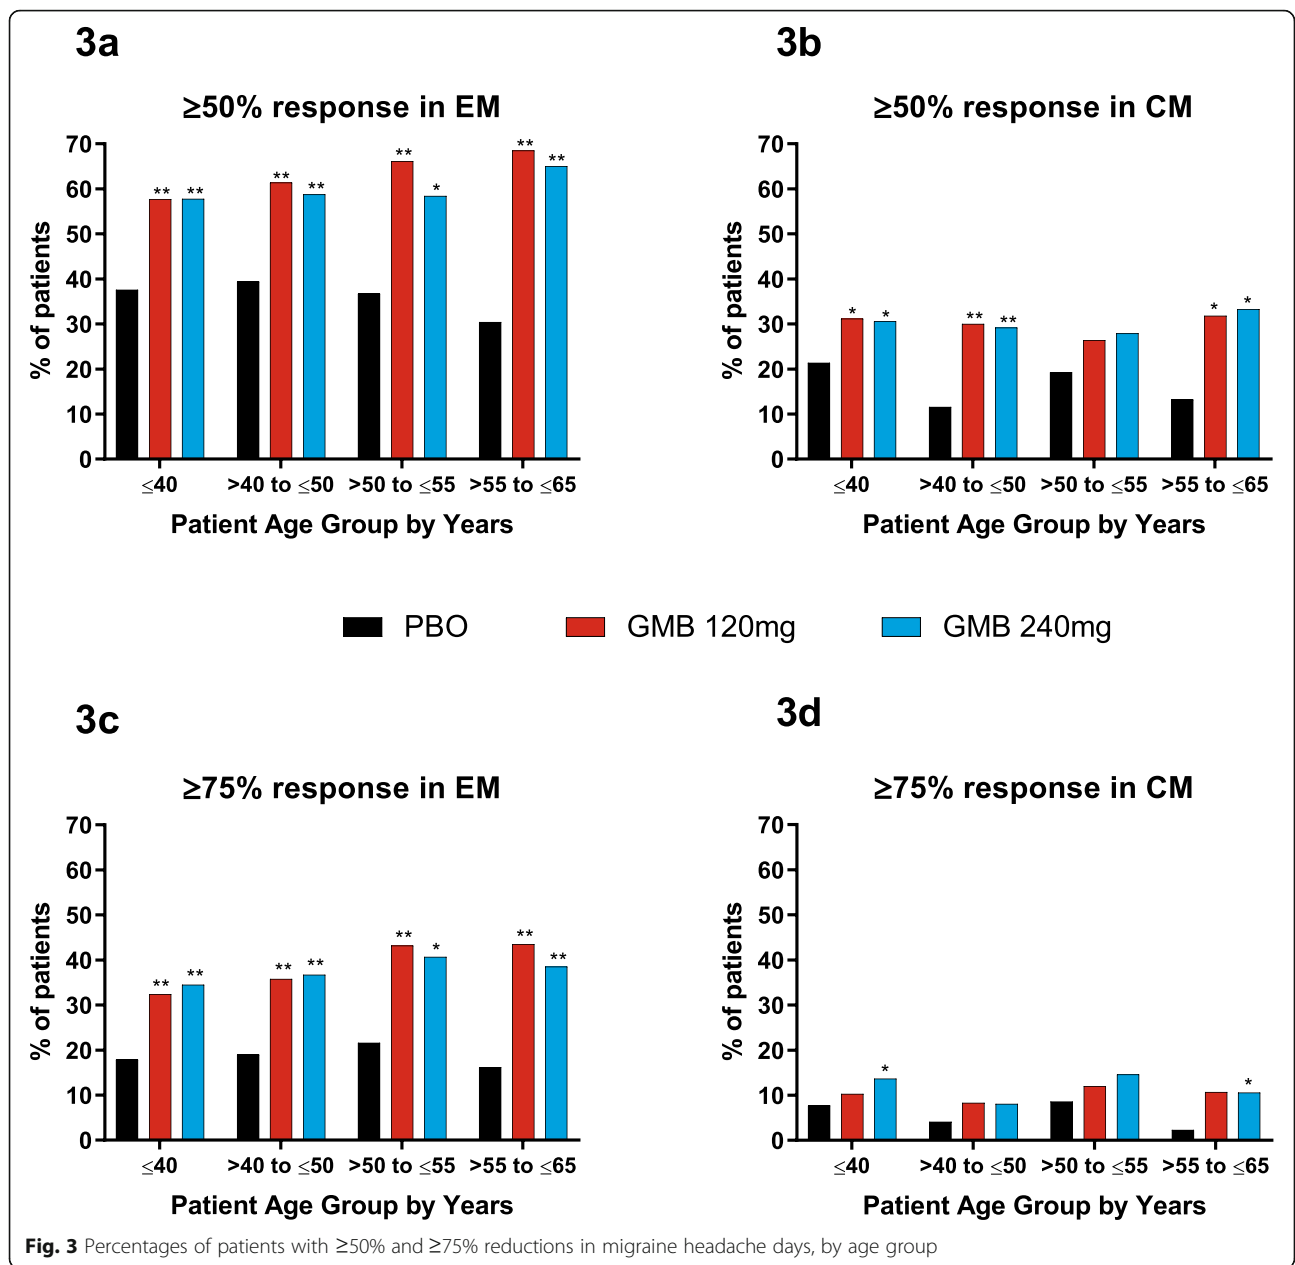 3a
≥50% response in EM
% of patients
70
60
50
40
30
20
10
0
** ** ** ** ** * ** **
≤40 >40 to ≤50 >50 to ≤55 >55 to ≤65
Patient Age Group by Years
3b
≥50% response in CM
% of patients
70
60
50
40
30
20
10
0
* * ** ** * *
≤40 >40 to ≤50 >50 to ≤55 >55 to ≤65
Patient Age Group by Years
PBO GMB 120mg GMB 240mg
3c
≥75% response in EM
% of patients
70
60
50
40
30
20
10
0
** ** ** ** ** * ** **
≤40 >40 to ≤50 >50 to ≤55 >55 to ≤65
Patient Age Group by Years
3d
≥75% response in CM
% of patients
70
60
50
40
30
20
10
0
* *
≤40 >40 to ≤50 >50 to ≤55 >55 to ≤65
Patient Age Group by Years
Fig. 3 Percentages of patients with ≥50% and ≥75% reductions in migraine headache days, by age group